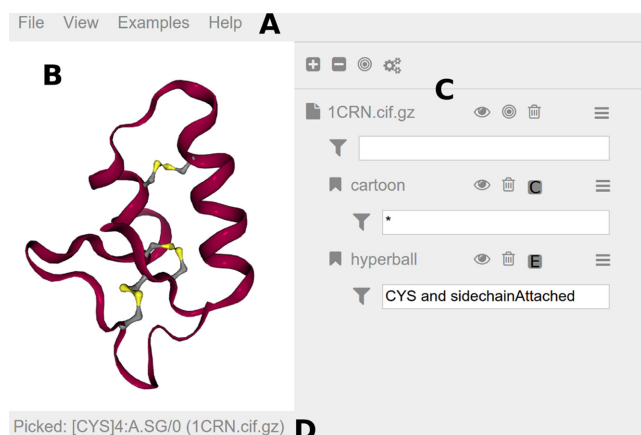 File View Examples Help A
B
C
1CRN.cif.gz
cartoon C
*
hyperball E
CYS and sidechainAttached
Picked: [CYS]4:A.SG/0 (1CRN.cif.gz) D